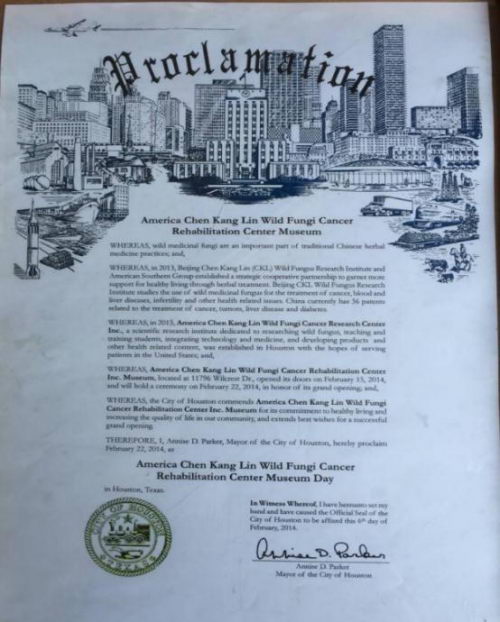 Proclamation
America Chen Kang Lin Wild Fungi Cancer
Rehabilitation Center Museum
WHEREAS, wild medicinal fungi are an important part of traditional Chinese herbal
medicine practices; and,
WHEREAS, in 2013, Beijing Chen Kang Lin (CKL) Wild Fungus Research Institute and
American Southern Group established a strategic cooperative partnership to garner more
support for healthy living through herbal treatment. Beijing CKL Wild Fungus Research
Institute studies the use of wild medicinal fungus for the treatment of cancer, blood and
liver diseases, infertility and other health related issues. China currently has 56 patents
related to the treatment of cancer, tumors, liver disease and diabetes.
WHEREAS, in 2013, America Chen Kang Lin Wild Fungi Cancer Research Center
Inc., a scientific research institute dedicated to researching wild fungus, teaching and
training students, integrating technology and medicine, and developing products and
other health related content, was established in Houston with the hopes of serving
patients in the United States; and,
WHEREAS, America Chen Kang Lin Wild Fungi Cancer Rehabilitation Center
Inc. Museum, located at 11796 Wilcrest Dr., opened its doors on February 15, 2014,
and will hold a ceremony on February 22, 2014, in honor of its grand opening; and,
WHEREAS, the City of Houston commends America Chen Kang Lin Wild Fungi
Cancer Rehabilitation Center Inc. Museum for its commitment to healthy living and
increasing the quality of life in our community, and extends best wishes for a successful
grand opening.
THEREFORE, I, Annise D. Parker, Mayor of the City of Houston, hereby proclaim
February 22, 2014, as
America Chen Kang Lin Wild Fungi Cancer
Rehabilitation Center Museum Day
in Houston, Texas.
In Witness Whereof, I have hereunto set my
hand and have caused the Official Seal of the
City of Houston to be affixed this 6th day of
February, 2014.
CITY OF HOUSTON
TEXAS
Annise D. Parker
Annise D. Parker
Mayor of the City of Houston